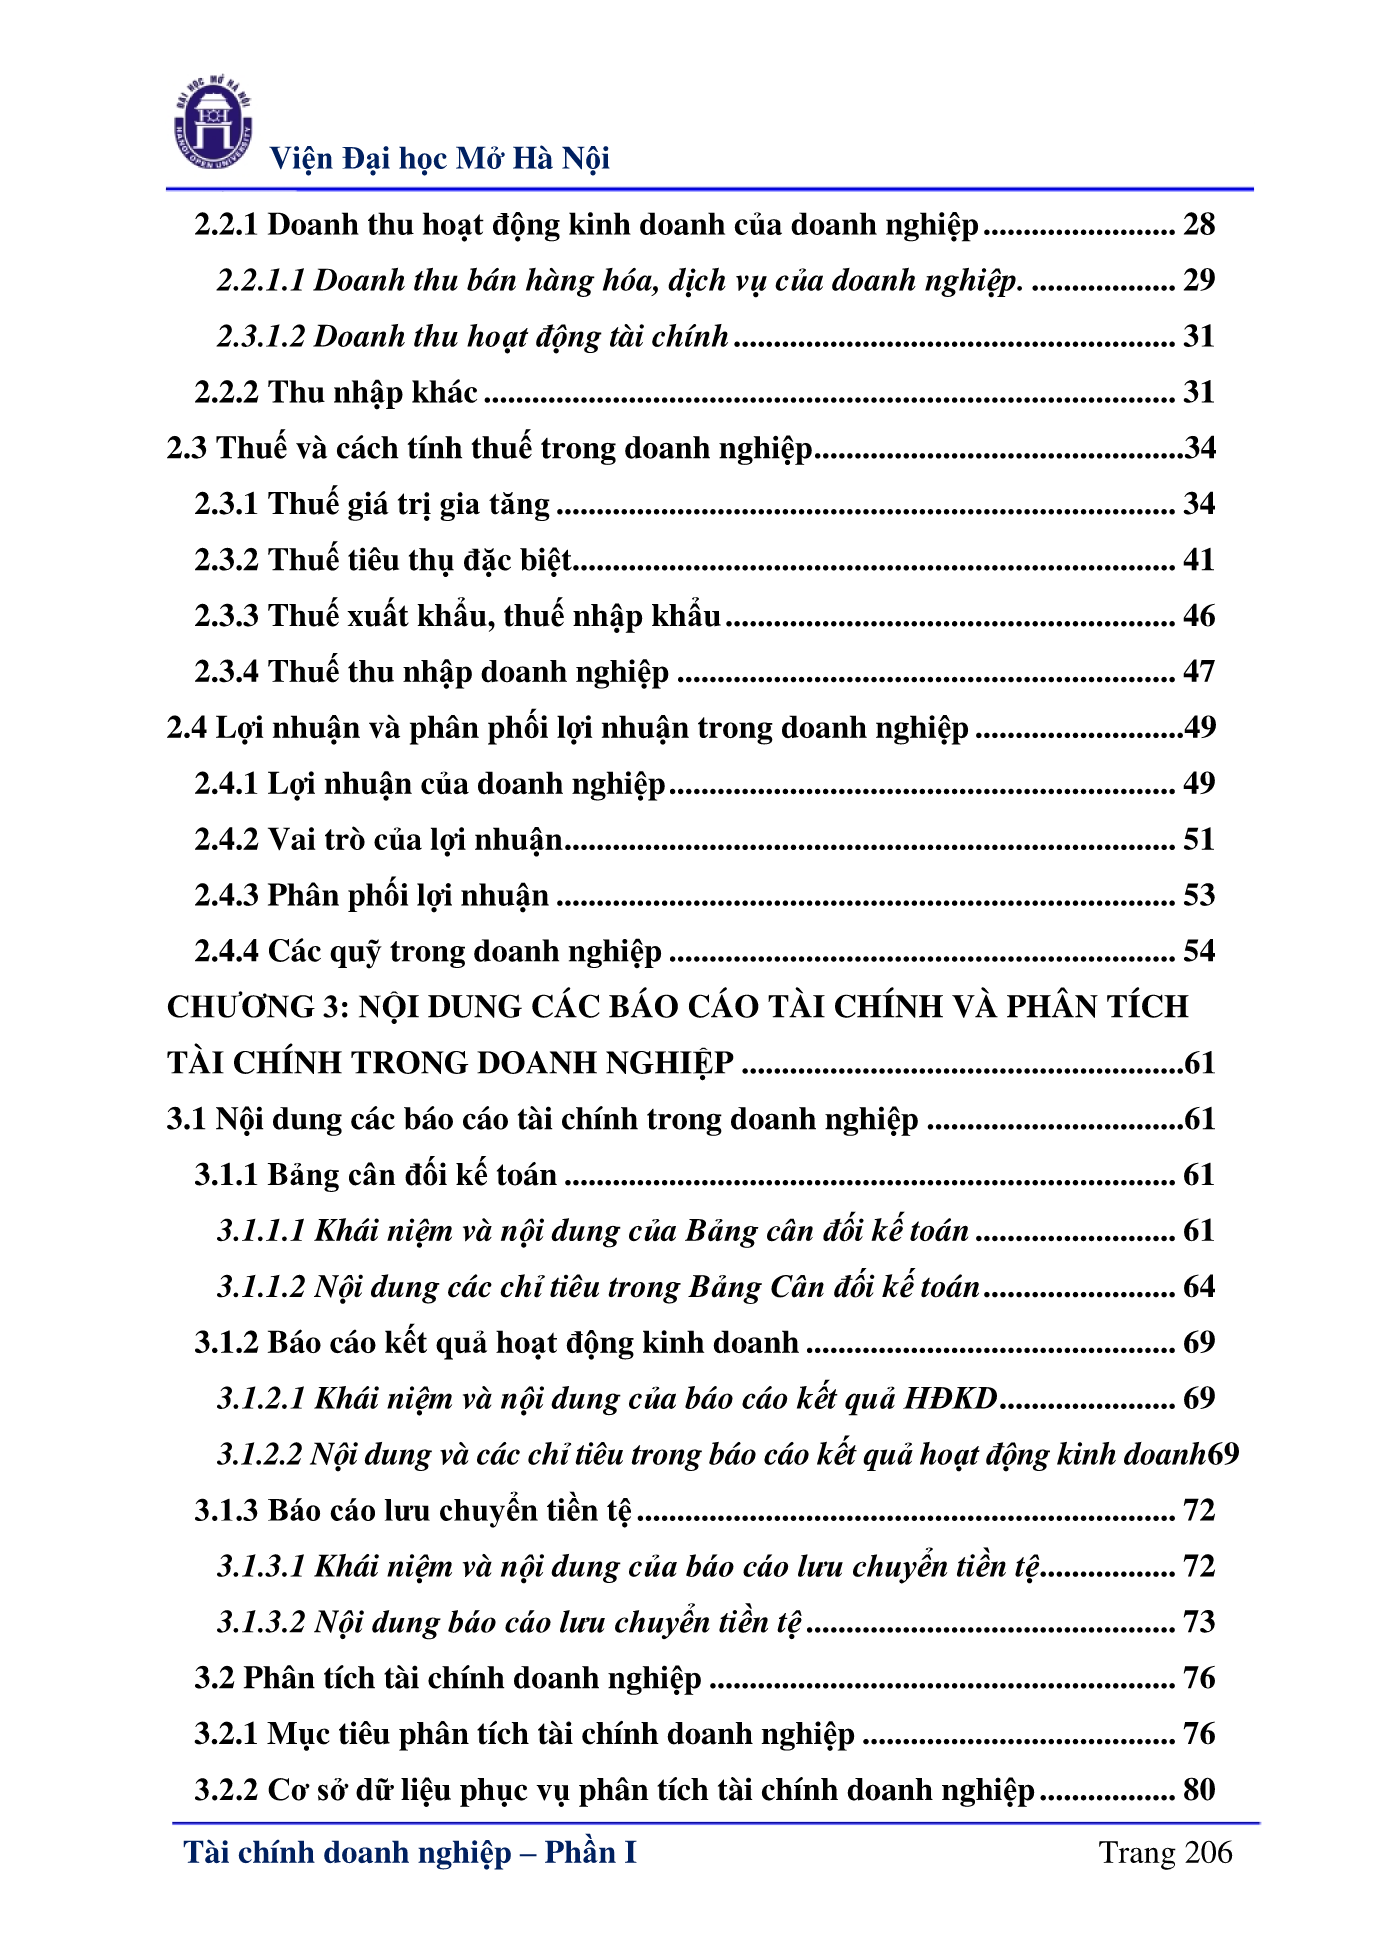 ĐẠI HỌC MỞ HÀ NỘI
HANOI OPEN UNIVERSITY
Viện Đại học Mở Hà Nội
2.2.1 Doanh thu hoạt động kinh doanh của doanh nghiệp ........................ 28
2.2.1.1 Doanh thu bán hàng hóa, dịch vụ của doanh nghiệp. .................. 29
2.3.1.2 Doanh thu hoạt động tài chính ....................................................... 31
2.2.2 Thu nhập khác ..................................................................................... 31
2.3 Thuế và cách tính thuế trong doanh nghiệp..............................................34
2.3.1 Thuế giá trị gia tăng ............................................................................ 34
2.3.2 Thuế tiêu thụ đặc biệt.......................................................................... 41
2.3.3 Thuế xuất khẩu, thuế nhập khẩu ........................................................ 46
2.3.4 Thuế thu nhập doanh nghiệp .............................................................. 47
2.4 Lợi nhuận và phân phối lợi nhuận trong doanh nghiệp ..........................49
2.4.1 Lợi nhuận của doanh nghiệp ............................................................... 49
2.4.2 Vai trò của lợi nhuận........................................................................... 51
2.4.3 Phân phối lợi nhuận ............................................................................ 53
2.4.4 Các quỹ trong doanh nghiệp ............................................................... 54
CHƯƠNG 3: NỘI DUNG CÁC BÁO CÁO TÀI CHÍNH VÀ PHÂN TÍCH
TÀI CHÍNH TRONG DOANH NGHIỆP .......................................................61
3.1 Nội dung các báo cáo tài chính trong doanh nghiệp ................................61
3.1.1 Bảng cân đối kế toán ........................................................................... 61
3.1.1.1 Khái niệm và nội dung của Bảng cân đối kế toán ......................... 61
3.1.1.2 Nội dung các chỉ tiêu trong Bảng Cân đối kế toán ........................ 64
3.1.2 Báo cáo kết quả hoạt động kinh doanh .............................................. 69
3.1.2.1 Khái niệm và nội dung của báo cáo kết quả HĐKD...................... 69
3.1.2.2 Nội dung và các chỉ tiêu trong báo cáo kết quả hoạt động kinh doanh69
3.1.3 Báo cáo lưu chuyển tiền tệ ................................................................... 72
3.1.3.1 Khái niệm và nội dung của báo cáo lưu chuyển tiền tệ................. 72
3.1.3.2 Nội dung báo cáo lưu chuyển tiền tệ .............................................. 73
3.2 Phân tích tài chính doanh nghiệp .......................................................... 76
3.2.1 Mục tiêu phân tích tài chính doanh nghiệp ....................................... 76
3.2.2 Cơ sở dữ liệu phục vụ phân tích tài chính doanh nghiệp ................. 80
Tài chính doanh nghiệp – Phần I
Trang 206